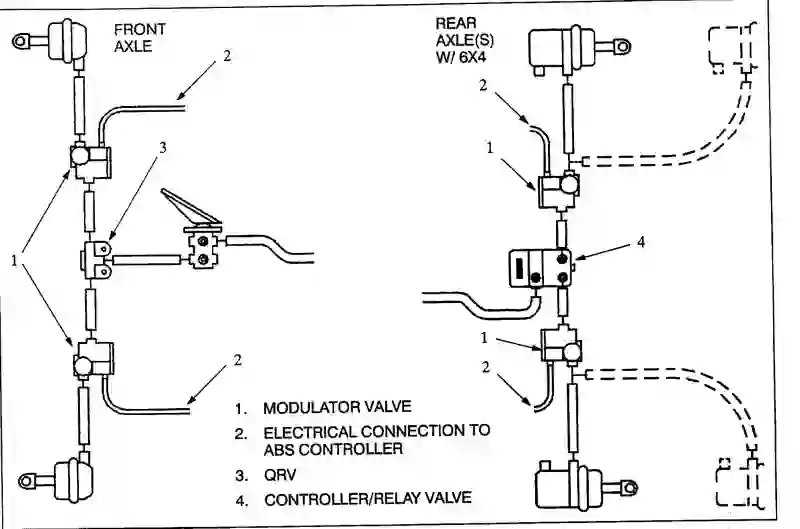 FRONT
AXLE
REAR
AXLE(S)
W/ 6X4
2
2
1
3
1
4
1
2
1
2
1. MODULATOR VALVE
2. ELECTRICAL CONNECTION TO
ABS CONTROLLER
3. QRV
4. CONTROLLER/RELAY VALVE